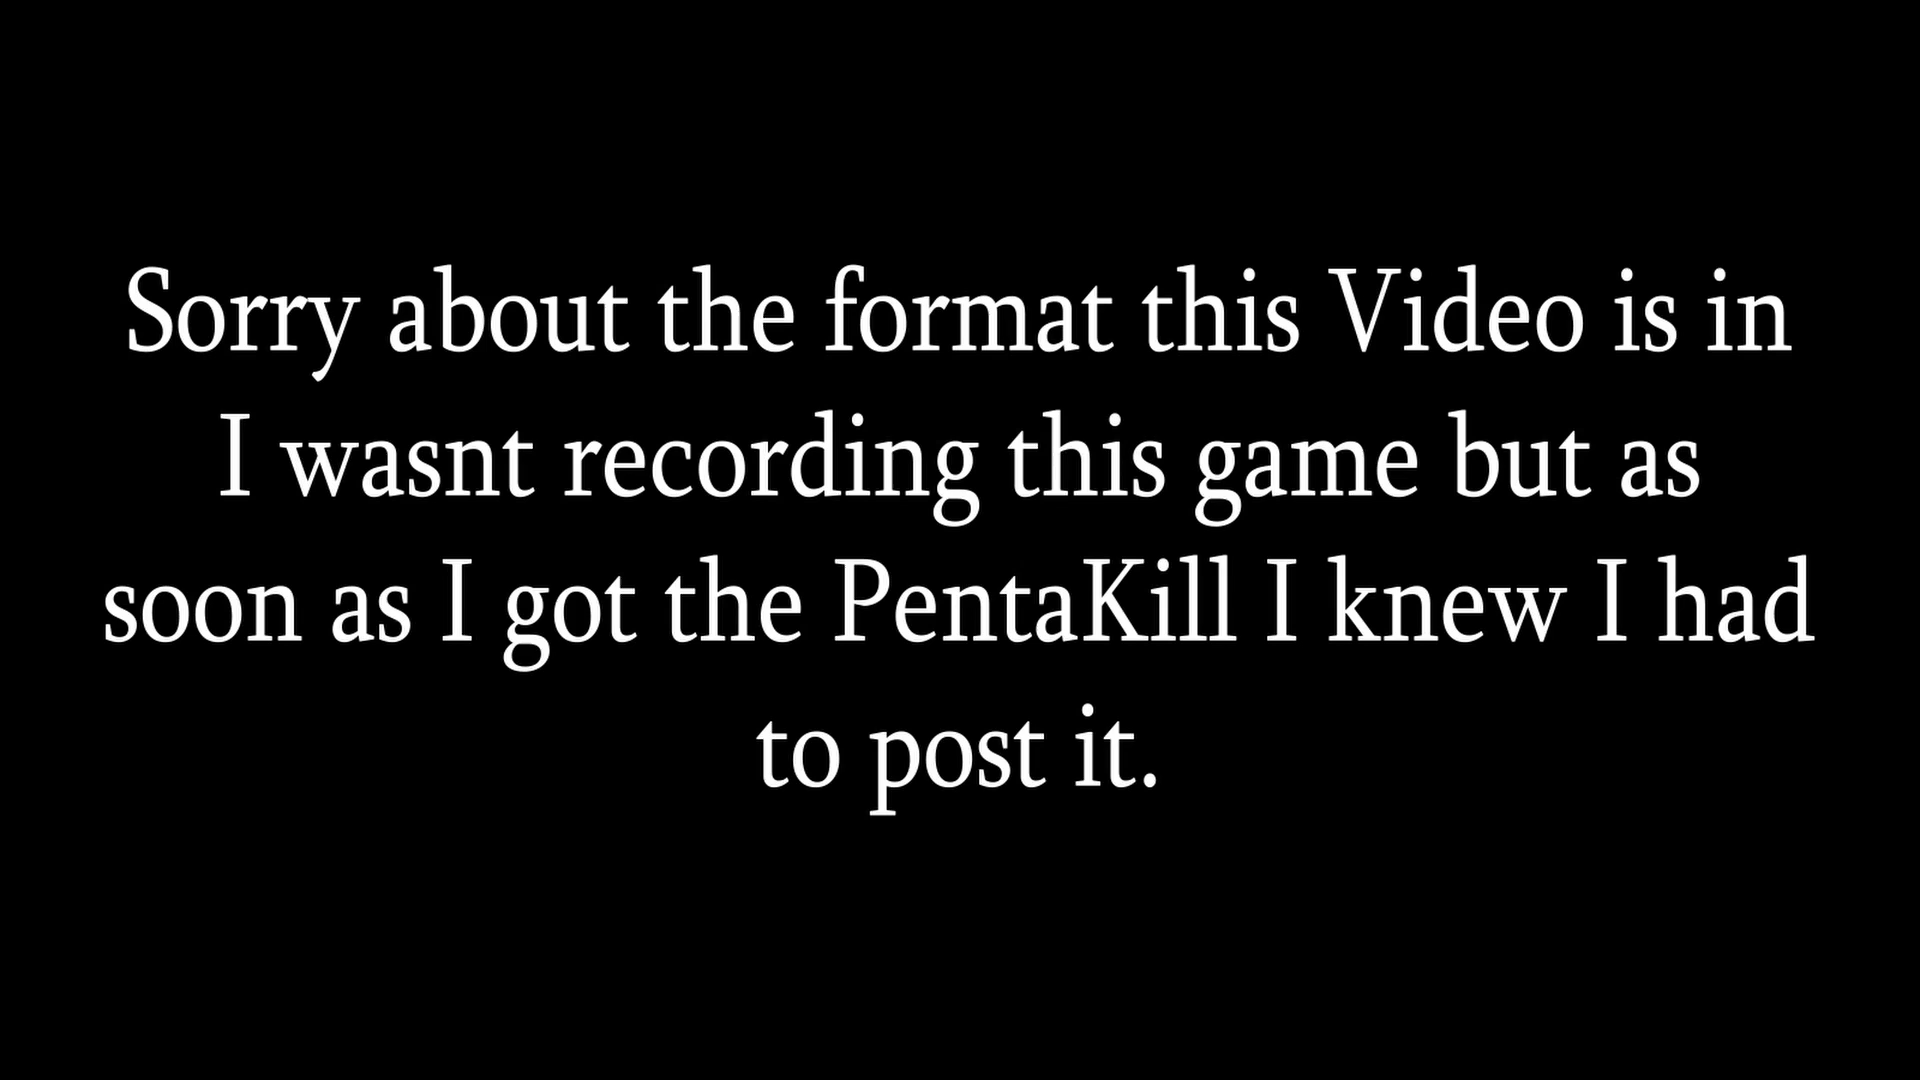 Sorry about the format this Video is in
I wasnt recording this game but as
soon as I got the PentaKill I knew I had
to post it.